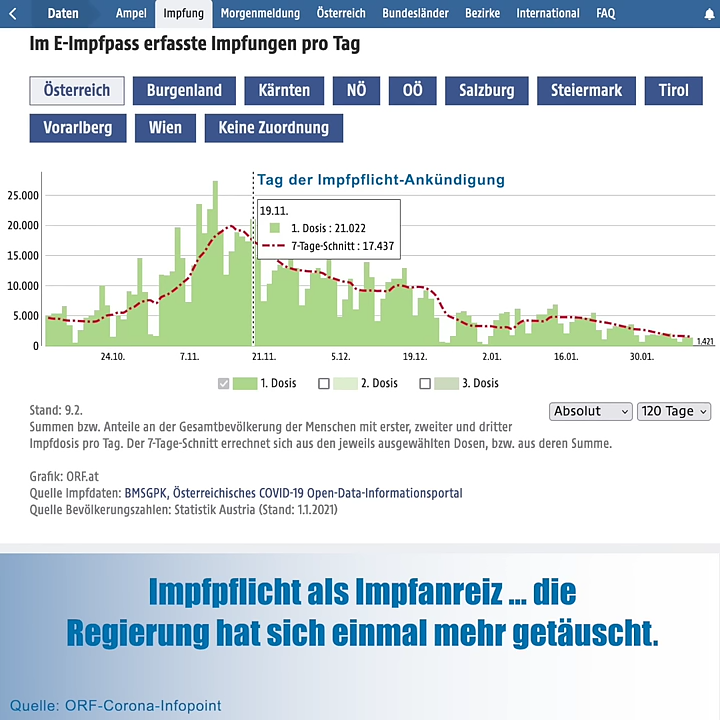 Daten Ampel Impfung Morgenmeldung Österreich Bundesländer Bezirke International FAQ
Im E-Impfpass erfasste Impfungen pro Tag
Österreich Burgenland Kärnten NÖ OÖ Salzburg Steiermark Tirol
Vorarlberg Wien Keine Zuordnung
Tag der Impfpflicht-Ankündigung
19.11.
1. Dosis : 21.022
7-Tage-Schnitt : 17.437
25.000
20.000
15.000
10.000
5.000
0
1.421
24.10. 7.11. 21.11. 5.12. 19.12. 2.01. 16.01. 30.01.
1. Dosis 2. Dosis 3. Dosis
Stand: 9.2.
Absolut 120 Tage
Summen bzw. Anteile an der Gesamtbevölkerung der Menschen mit erster, zweiter und dritter
Impfdosis pro Tag. Der 7-Tage-Schnitt errechnet sich aus den jeweils ausgewählten Dosen, bzw. aus deren Summe.
Grafik: ORF.at
Quelle Impfdaten: BMSGPK, Österreichisches COVID-19 Open-Data-Informationsportal
Quelle Bevölkerungszahlen: Statistik Austria (Stand: 1.1.2021)
Impfpflicht als Impfanreiz ... die
Regierung hat sich einmal mehr getäuscht.
Quelle: ORF-Corona-Infopoint